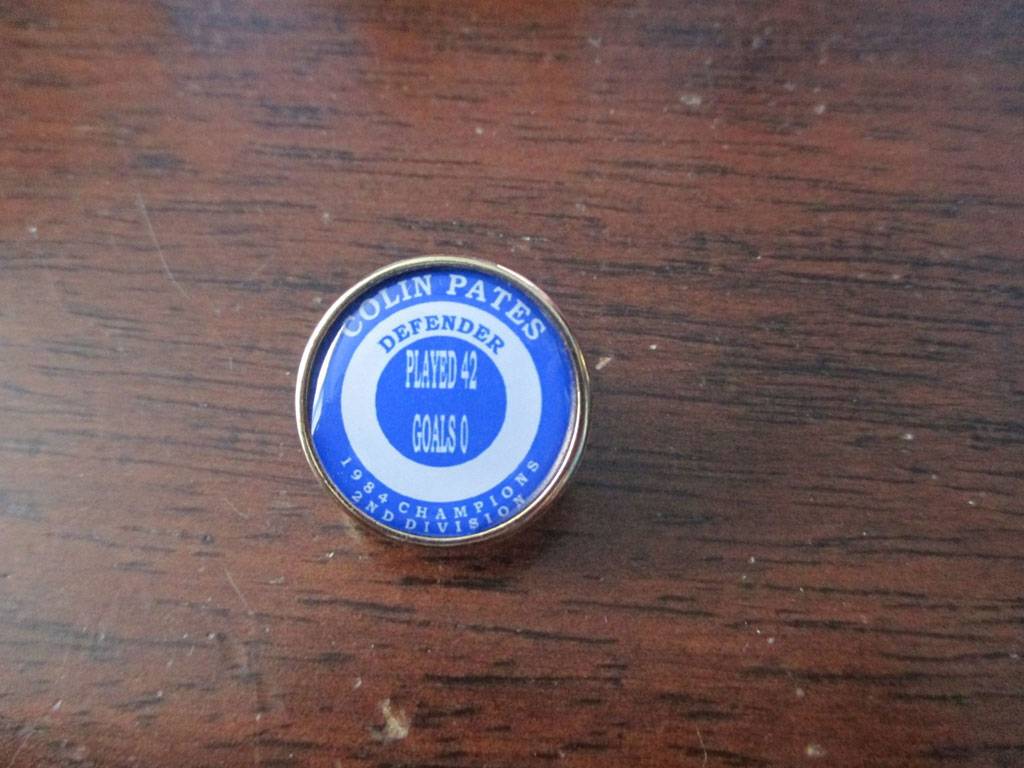 COLIN PATES
DEFENDER
PLAYED 42
GOALS 0
1984 CHAMPIONS
2ND DIVISION